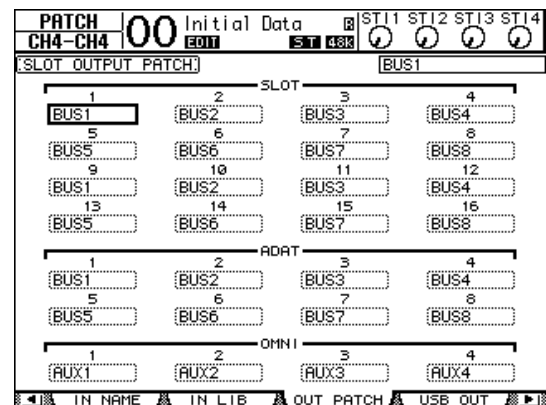 PATCH 00 Initial Data R STI1 STI2 STI3 STI4
CH4-CH4 EDIT ST 48K
SLOT OUTPUT PATCH BUS1
SLOT
1 2 3 4
BUS1 BUS2 BUS3 BUS4
5 6 7 8
BUS5 BUS6 BUS7 BUS8
9 10 11 12
BUS1 BUS2 BUS3 BUS4
13 14 15 16
BUS5 BUS6 BUS7 BUS8
ADAT
1 2 3 4
BUS1 BUS2 BUS3 BUS4
5 6 7 8
BUS5 BUS6 BUS7 BUS8
OMNI
1 2 3 4
AUX1 AUX2 AUX3 AUX4
IN NAME IN LIB OUT PATCH USB OUT